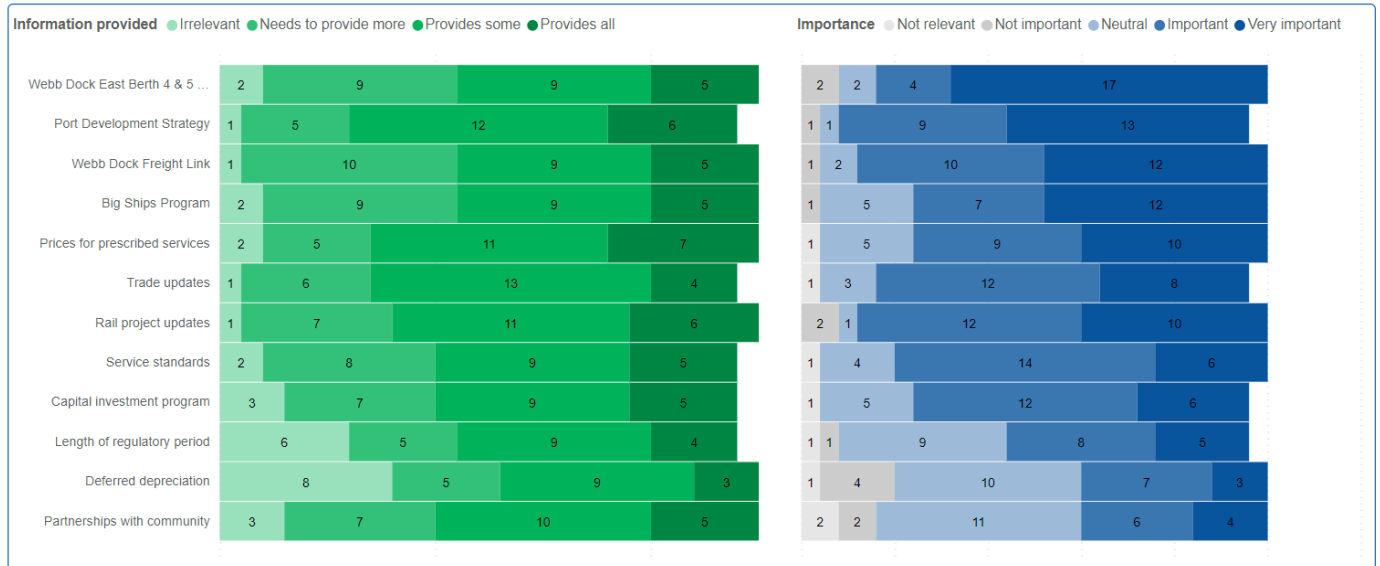 Information provided Irrelevant Needs to provide more Provides some Provides all
Importance Not relevant Not important Neutral Important Very important
Webb Dock East Berth 4 & 5 ... 2 9 9 5 2 2 4 17
Port Development Strategy 1 5 12 6 1 1 9 13
Webb Dock Freight Link 1 10 9 5 1 2 10 12
Big Ships Program 2 9 9 5 1 5 7 12
Prices for prescribed services 2 5 11 7 1 5 9 10
Trade updates 1 6 13 4 1 3 12 8
Rail project updates 1 7 11 6 2 1 12 10
Service standards 2 8 9 5 1 4 14 6
Capital investment program 3 7 9 5 1 5 12 6
Length of regulatory period 6 5 9 4 1 1 9 8 5
Deferred depreciation 8 5 9 3 1 4 10 7 3
Partnerships with community 3 7 10 5 2 2 11 6 4